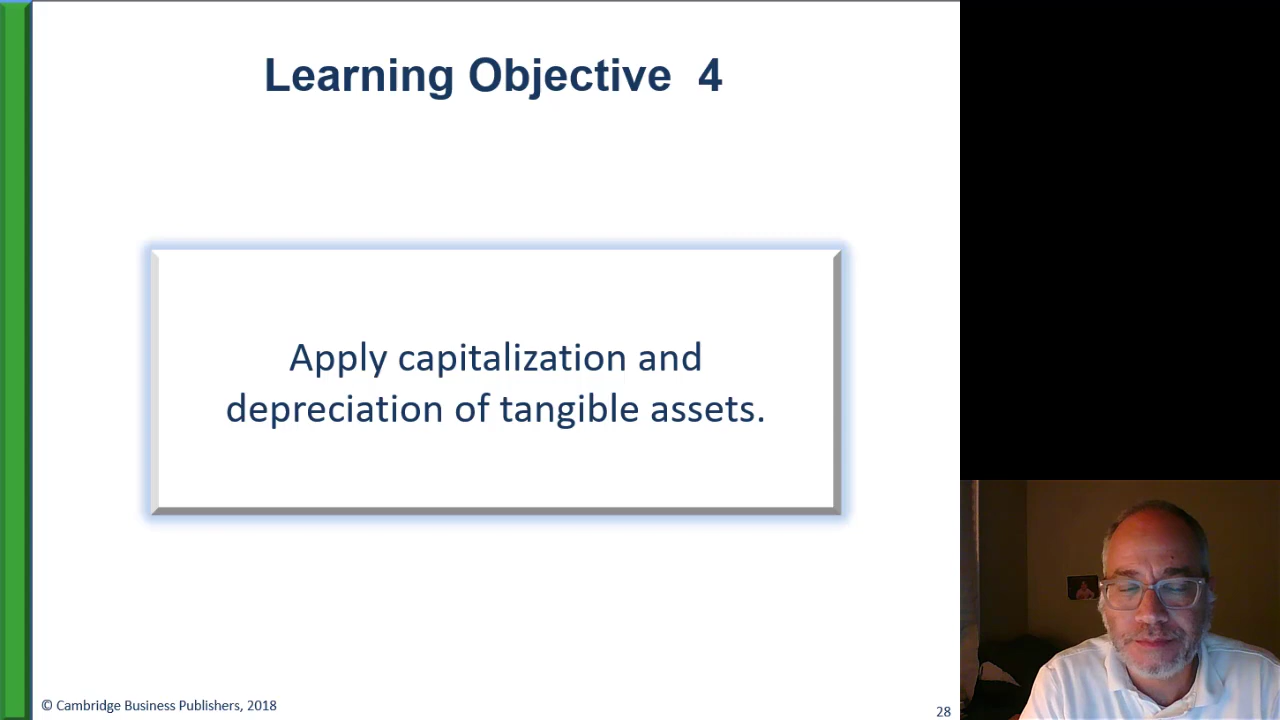 Learning Objective 4
Apply capitalization and
depreciation of tangible assets.
© Cambridge Business Publishers, 2018
28